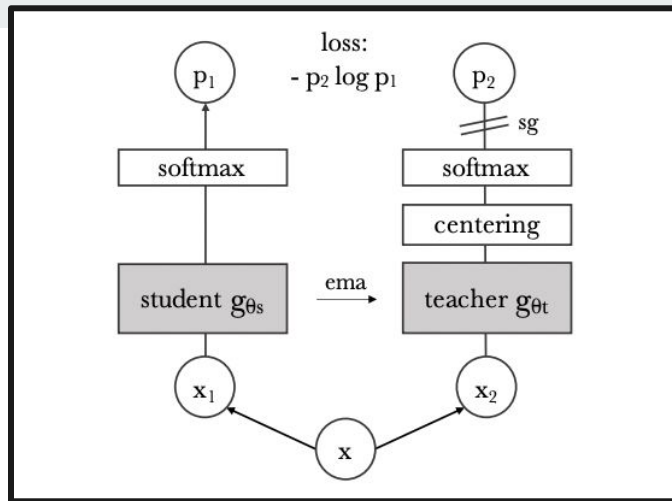 loss:
- p₂ log p₁
p₁
p₂
sg
softmax
softmax
centering
student gθs
ema
teacher gθt
x₁
x₂
x